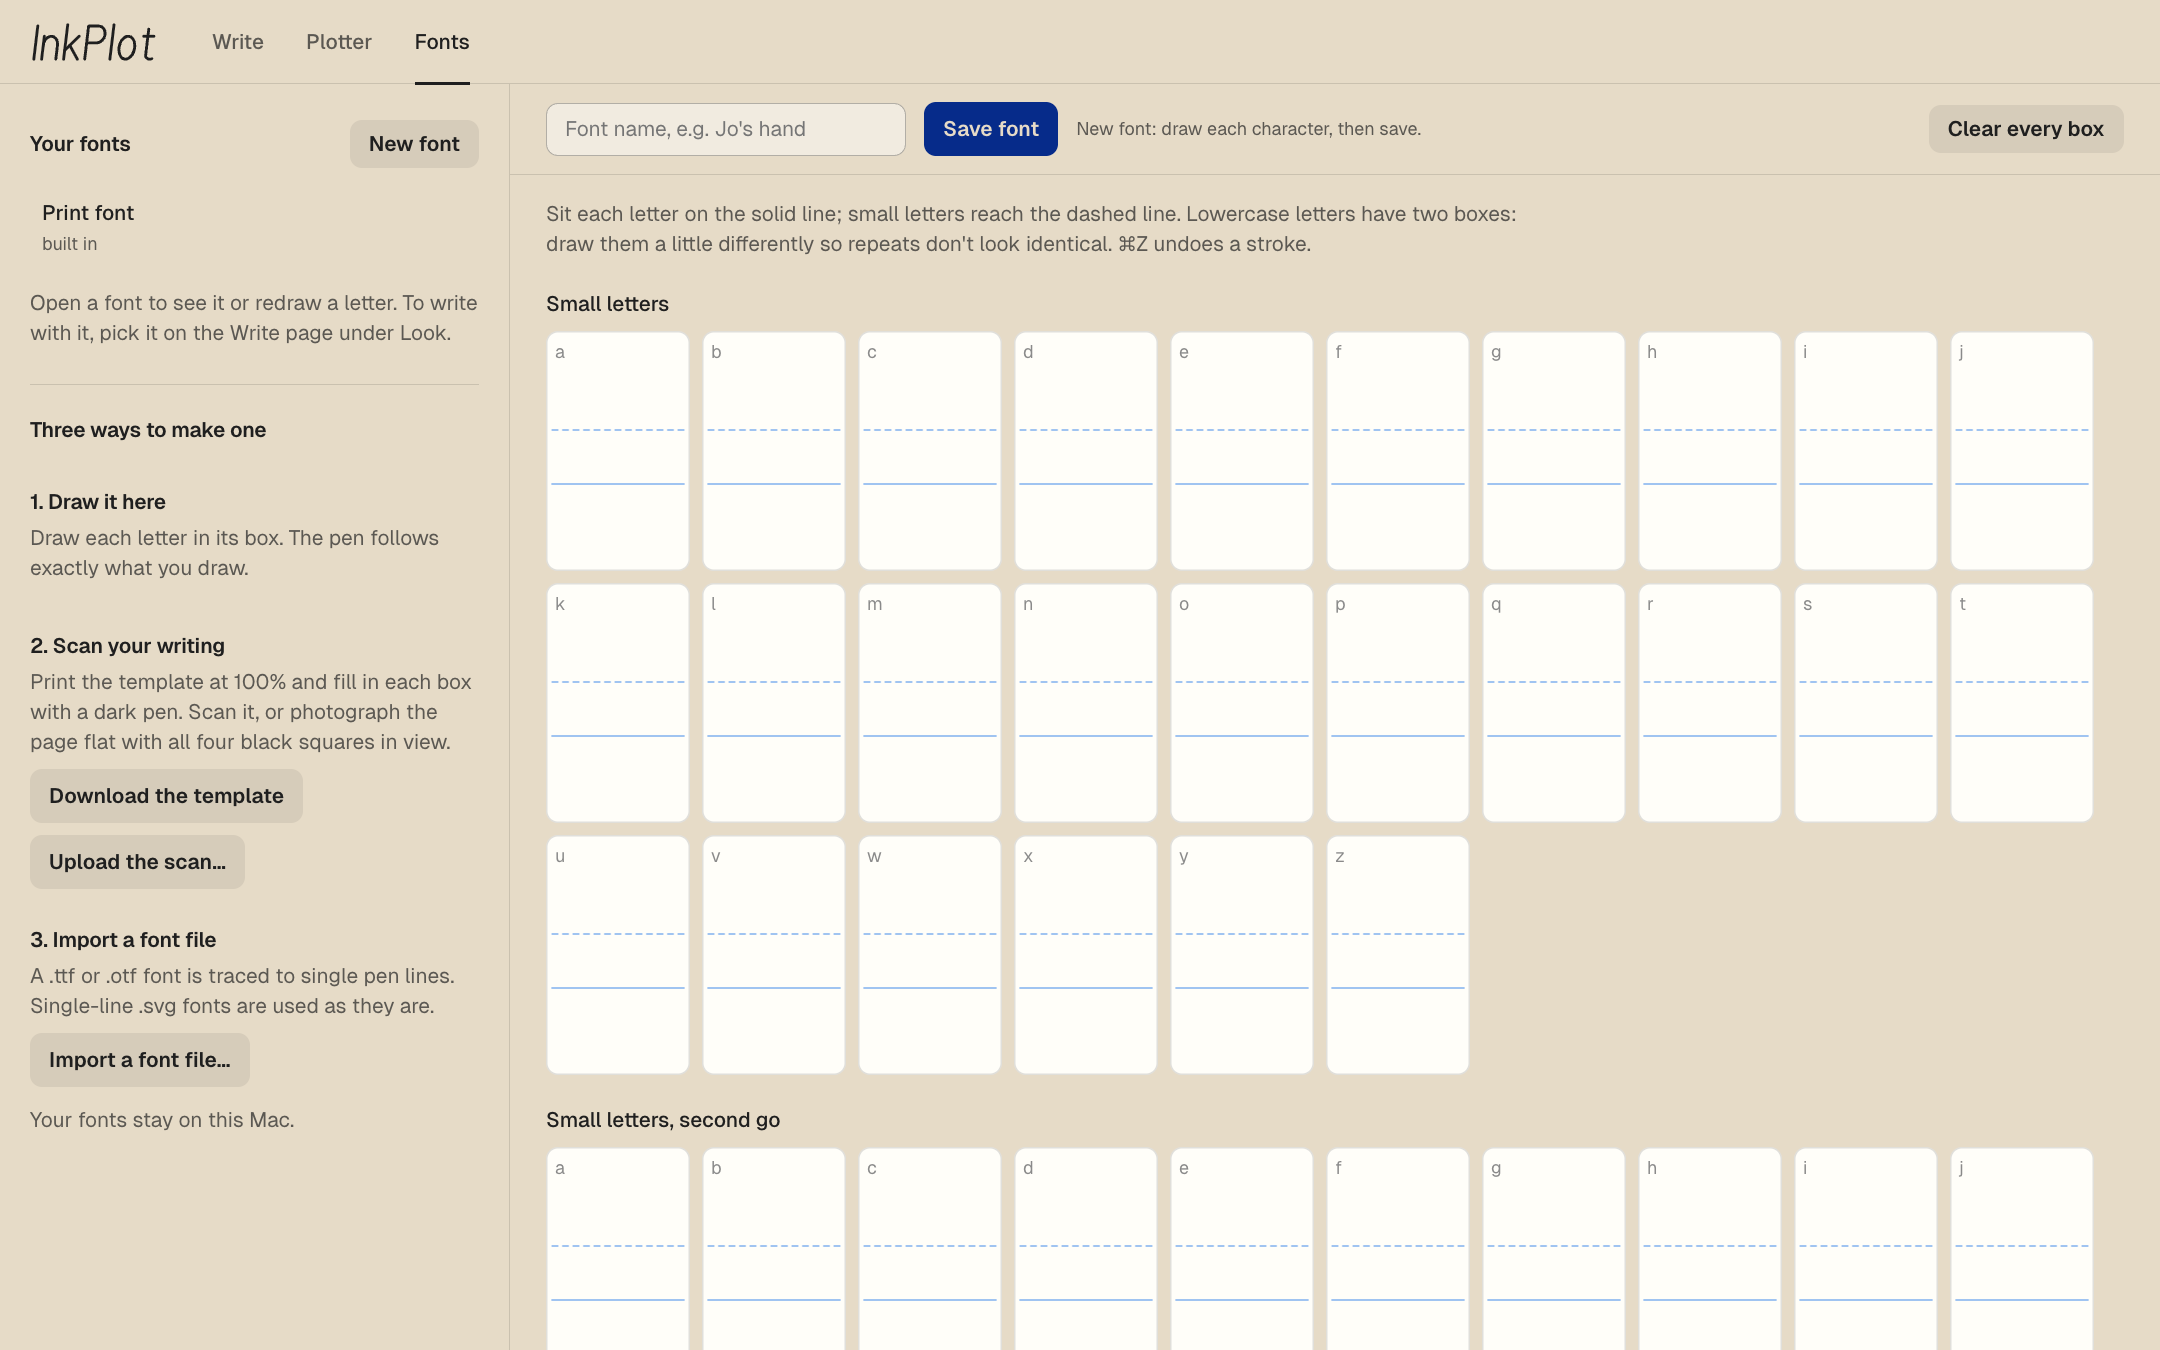 InkPlot Write Plotter Fonts
Your fonts New font
Print font
built in
Open a font to see it or redraw a letter. To write
with it, pick it on the Write page under Look.
Three ways to make one
1. Draw it here
Draw each letter in its box. The pen follows
exactly what you draw.
2. Scan your writing
Print the template at 100% and fill in each box
with a dark pen. Scan it, or photograph the
page flat with all four black squares in view.
Download the template
Upload the scan...
3. Import a font file
A .ttf or .otf font is traced to single pen lines.
Single-line .svg fonts are used as they are.
Import a font file...
Your fonts stay on this Mac.
Font name, e.g. Jo's hand Save font New font: draw each character, then save. Clear every box
Sit each letter on the solid line; small letters reach the dashed line. Lowercase letters have two boxes:
draw them a little differently so repeats don't look identical. ⌘Z undoes a stroke.
Small letters
a b c d e f g h i j
k l m n o p q r s t
u v w x y z
Small letters, second go
a b c d e f g h i j